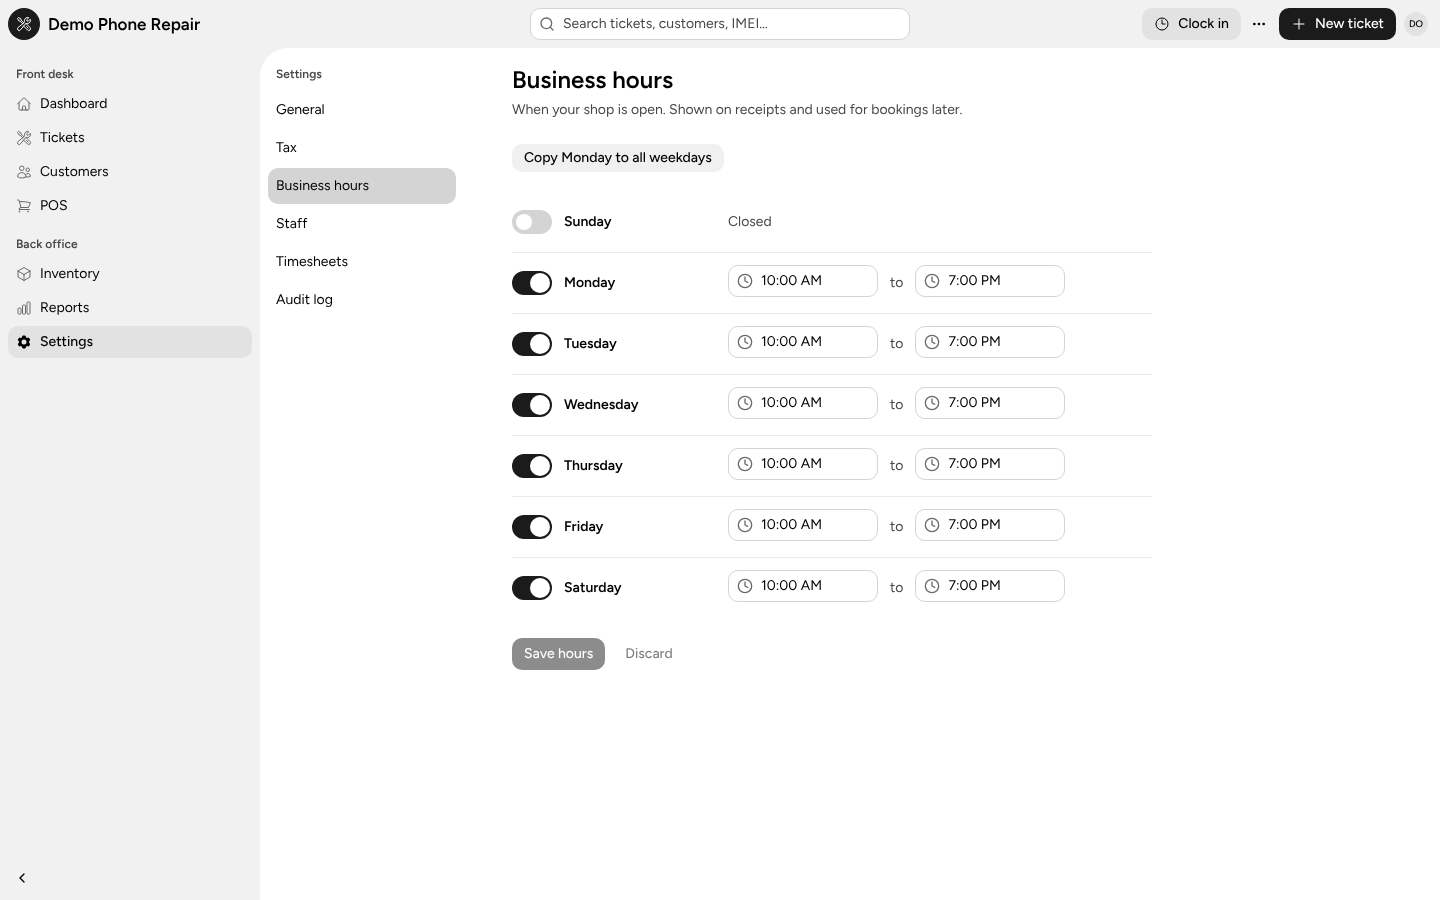 Demo Phone Repair
Search tickets, customers, IMEI...
Clock in
New ticket
DO
Front desk
Dashboard
Tickets
Customers
POS
Back office
Inventory
Reports
Settings
Settings
General
Tax
Business hours
Staff
Timesheets
Audit log
Business hours
When your shop is open. Shown on receipts and used for bookings later.
Copy Monday to all weekdays
Sunday Closed
Monday 10:00 AM to 7:00 PM
Tuesday 10:00 AM to 7:00 PM
Wednesday 10:00 AM to 7:00 PM
Thursday 10:00 AM to 7:00 PM
Friday 10:00 AM to 7:00 PM
Saturday 10:00 AM to 7:00 PM
Save hours Discard